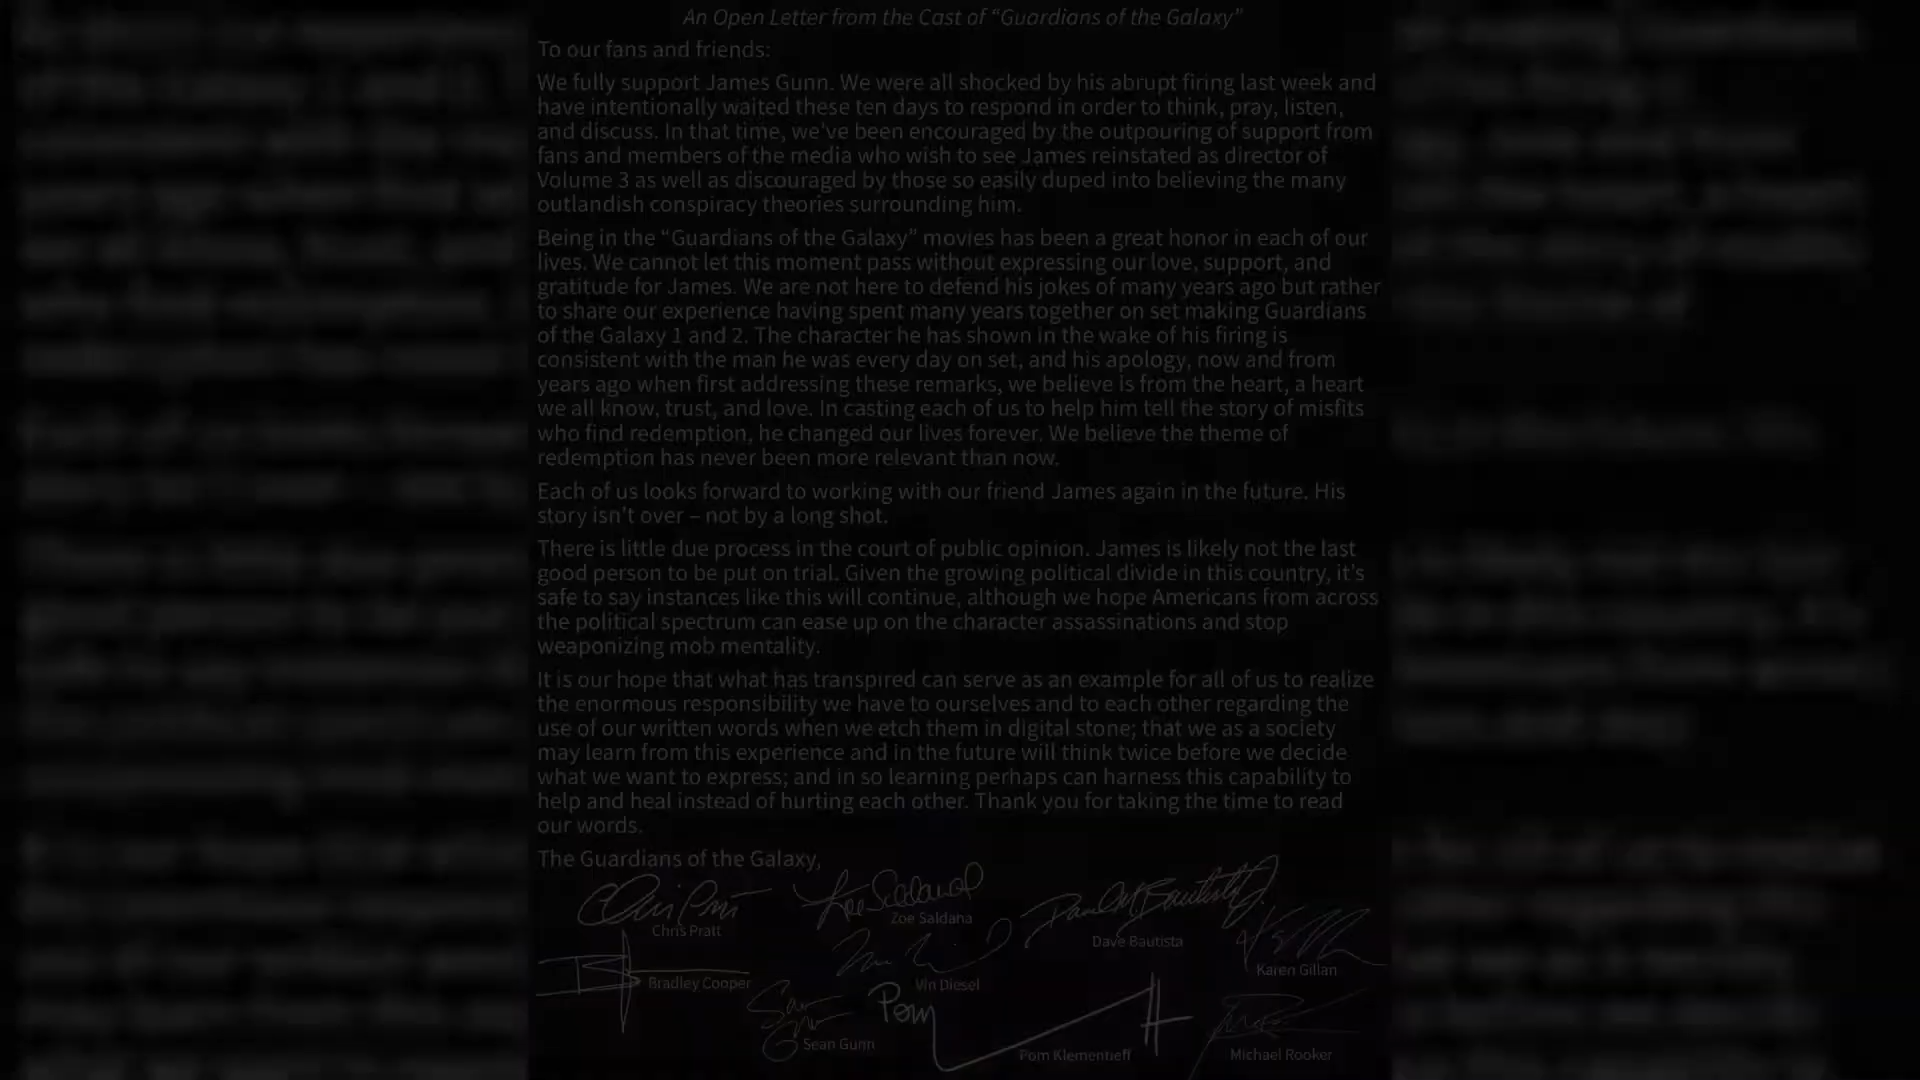 An Open Letter from the Cast of “Guardians of the Galaxy”
To our fans and friends:
We fully support James Gunn. We were all shocked by his abrupt firing last week and
have intentionally waited these ten days to respond in order to think, pray, listen,
and discuss. In that time, we’ve been encouraged by the outpouring of support from
fans and members of the media who wish to see James reinstated as director of
Volume 3 as well as discouraged by those so easily duped into believing the many
outlandish conspiracy theories surrounding him.
Being in the “Guardians of the Galaxy” movies has been a great honor in each of our
lives. We cannot let this moment pass without expressing our love, support, and
gratitude for James. We are not here to defend his jokes of many years ago but rather
to share our experience having spent many years together on set making Guardians
of the Galaxy 1 and 2. The character he has shown in the wake of his firing is
consistent with the man he was every day on set, and his apology, now and from
years ago when first addressing these remarks, we believe is from the heart, a heart
we all know, trust, and love. In casting each of us to help him tell the story of misfits
who find redemption, he changed our lives forever. We believe the theme of
redemption has never been more relevant than now.
Each of us looks forward to working with our friend James again in the future. His
story isn’t over – not by a long shot.
There is little due process in the court of public opinion. James is likely not the last
good person to be put on trial. Given the growing political divide in this country, it’s
safe to say instances like this will continue, although we hope Americans from across
the political spectrum can ease up on the character assassinations and stop
weaponizing mob mentality.
It is our hope that what has transpired can serve as an example for all of us to realize
the enormous responsibility we have to ourselves and to each other regarding the
use of our written words when we etch them in digital stone; that we as a society
may learn from this experience and in the future will think twice before we decide
what we want to express; and in so learning perhaps can harness this capability to
help and heal instead of hurting each other. Thank you for taking the time to read
our words.
The Guardians of the Galaxy,
Chris Pratt
Zoe Saldana
Dave Bautista
Karen Gillan
Bradley Cooper
Vin Diesel
Sean Gunn
Pom
Pom Klementieff
Michael Rooker